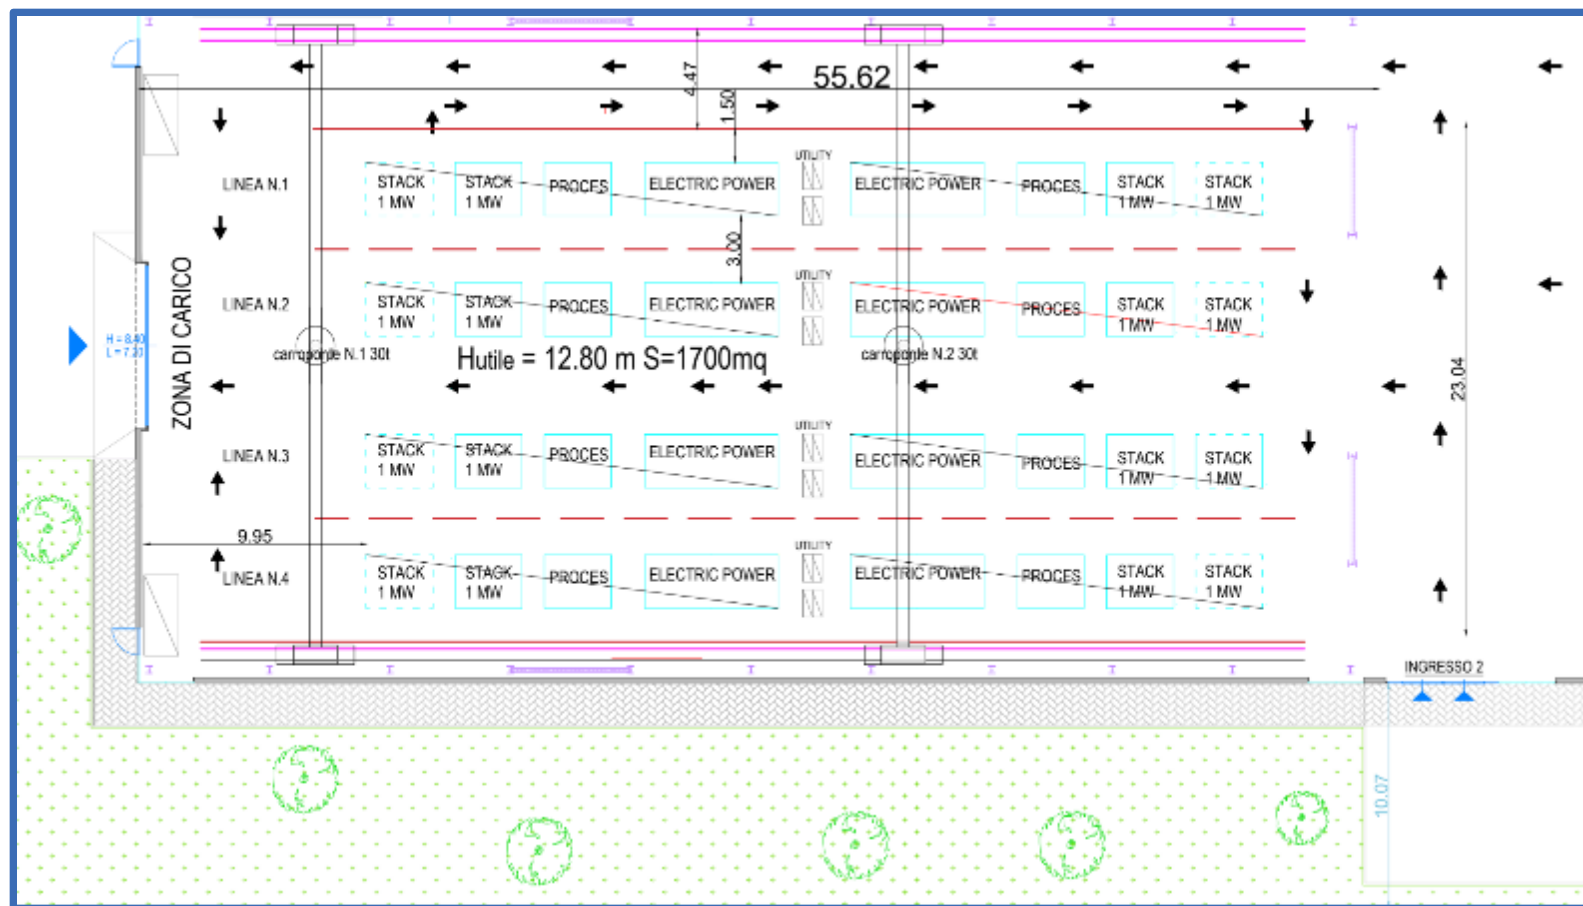 55.62
4.47
1.50
UTILITY
LINEA N.1
STACK
1 MW
STACK
1 MW
PROCES
ELECTRIC POWER
ELECTRIC POWER
PROCES
STACK
1 MW
STACK
1 MW
3.00
UTILITY
LINEA N.2
STACK
1 MW
STACK
1 MW
PROCES
ELECTRIC POWER
ELECTRIC POWER
PROCES
STACK
1 MW
STACK
1 MW
ZONA DI CARICO
H = 8.40
L = 7.20
carroponte N.1 30t
Hutile = 12.80 m S=1700mq
carroponte N.2 30t
23.04
UTILITY
LINEA N.3
STACK
1 MW
STACK
1 MW
PROCES
ELECTRIC POWER
ELECTRIC POWER
PROCES
STACK
1 MW
STACK
1 MW
9.95
UTILITY
LINEA N.4
STACK
1 MW
STACK
1 MW
PROCES
ELECTRIC POWER
ELECTRIC POWER
PROCES
STACK
1 MW
STACK
1 MW
INGRESSO 2
10.07